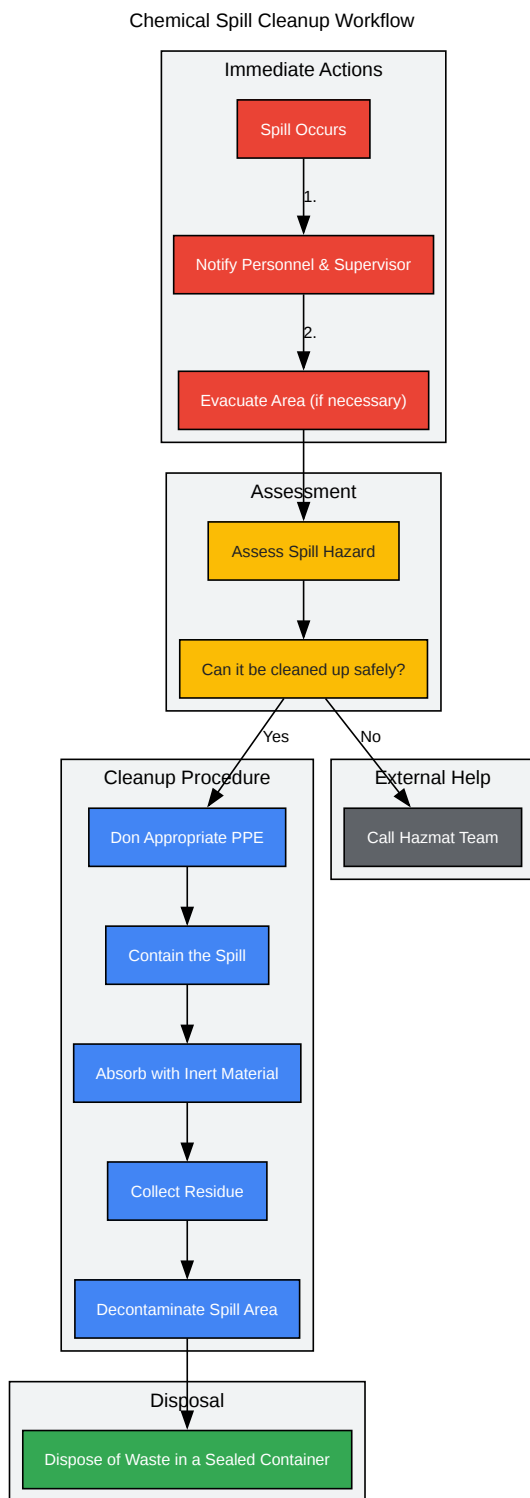 Chemical Spill Cleanup Workflow
Immediate Actions
Spill Occurs
1.
Notify Personnel & Supervisor
2.
Evacuate Area (if necessary)
Assessment
Assess Spill Hazard
Can it be cleaned up safely?
Yes
No
Cleanup Procedure
External Help
Don Appropriate PPE
Call Hazmat Team
Contain the Spill
Absorb with Inert Material
Collect Residue
Decontaminate Spill Area
Disposal
Dispose of Waste in a Sealed Container